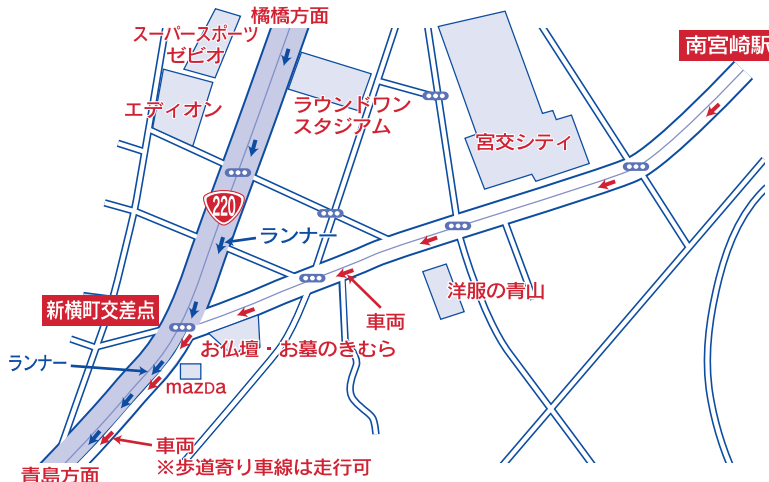 橘橋方面
スーパースポーツ
ゼビオ
南宮崎駅
エディオン
ラウンドワン
スタジアム
宮交シティ
220
ランナー
洋服の青山
新横町交差点
車両
お仏壇・お墓のきむら
ランナー
mazda
車両
※歩道寄り車線は走行可
青島方面